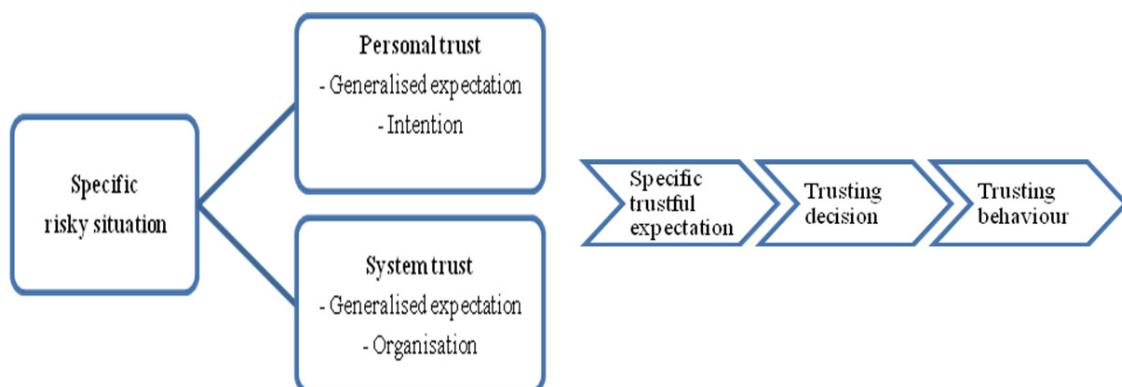 Specific
risky situation
Personal trust
- Generalised expectation
- Intention
System trust
- Generalised expectation
- Organisation
Specific
trustful
expectation
Trusting
decision
Trusting
behaviour